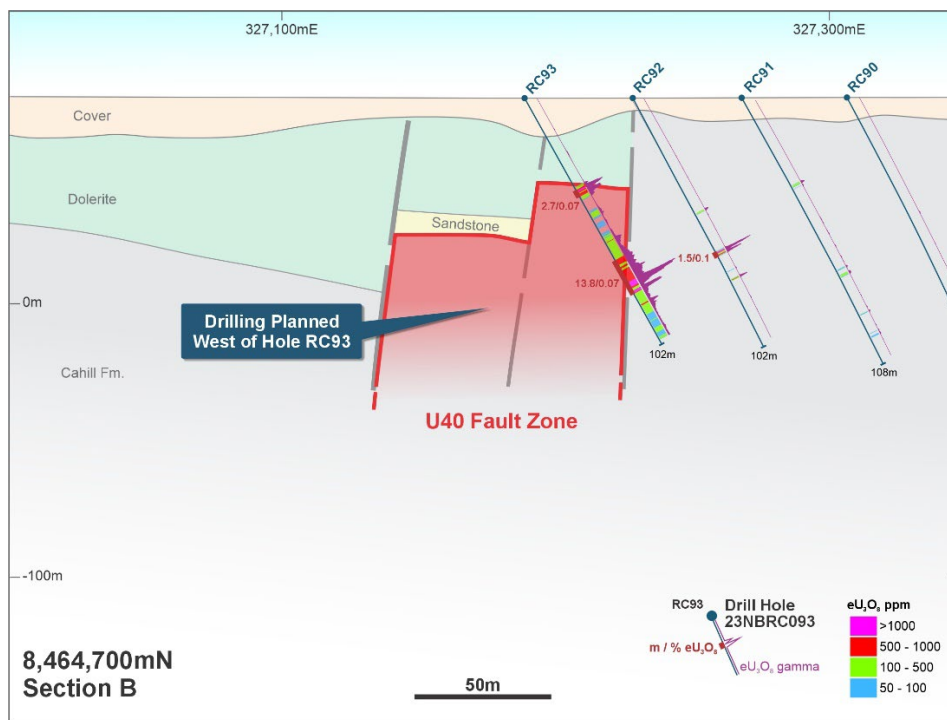 327,100mE
327,300mE
RC93
RC92
RC91
RC90
Cover
Dolerite
Sandstone
2.7/0.07
1.5/0.1
13.8/0.07
0m
Drilling Planned
West of Hole RC93
Cahill Fm.
102m
102m
108m
U40 Fault Zone
-100m
RC93
Drill Hole
23NBRC093
m / % eU₃O₈
eU₃O₈ gamma
eU₃O₈ ppm
>1000
500 - 1000
100 - 500
50 - 100
8,464,700mN
Section B
50m